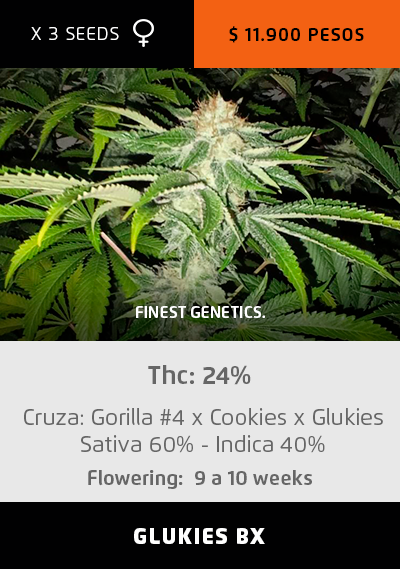 X 3 SEEDS
$ 11.900 PESOS
FINEST GENETICS.
Thc: 24%
Cruza: Gorilla #4 x Cookies x Glukies
Sativa 60% - Indica 40%
Flowering: 9 a 10 weeks
GLUKIES BX